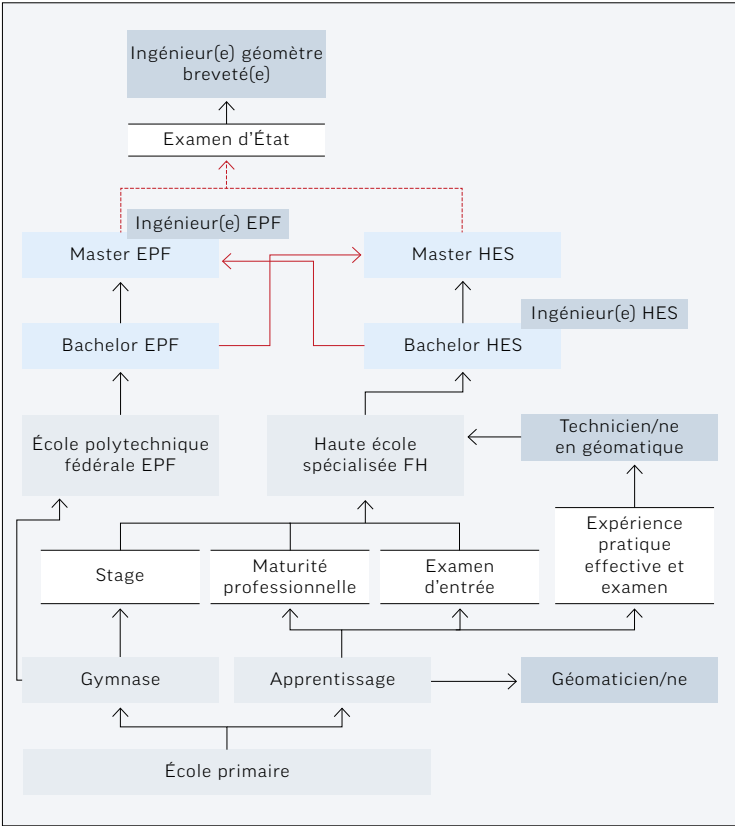 Ingénieur(e) géomètre
breveté(e)
Examen d'État
Ingénieur(e) EPF
Master EPF
Master HES
Ingénieur(e) HES
Bachelor EPF
Bachelor HES
École polytechnique
fédérale EPF
Haute école
spécialisée FH
Technicien/ne
en géomatique
Stage
Maturité
professionnelle
Examen
d'entrée
Expérience
pratique
effective et
examen
Gymnase
Apprentissage
Géomaticien/ne
École primaire